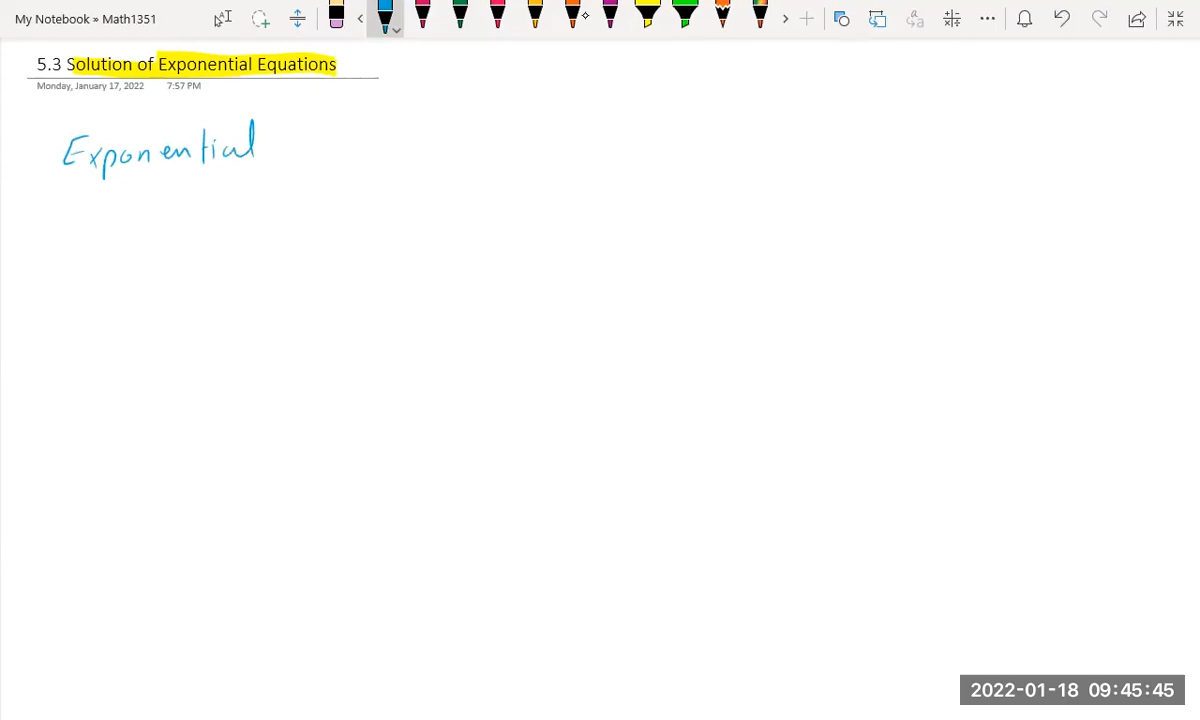 My Notebook » Math1351
5.3 Solution of Exponential Equations
Monday, January 17, 2022 7:57 PM
Exponential
2022-01-18 09:45:45